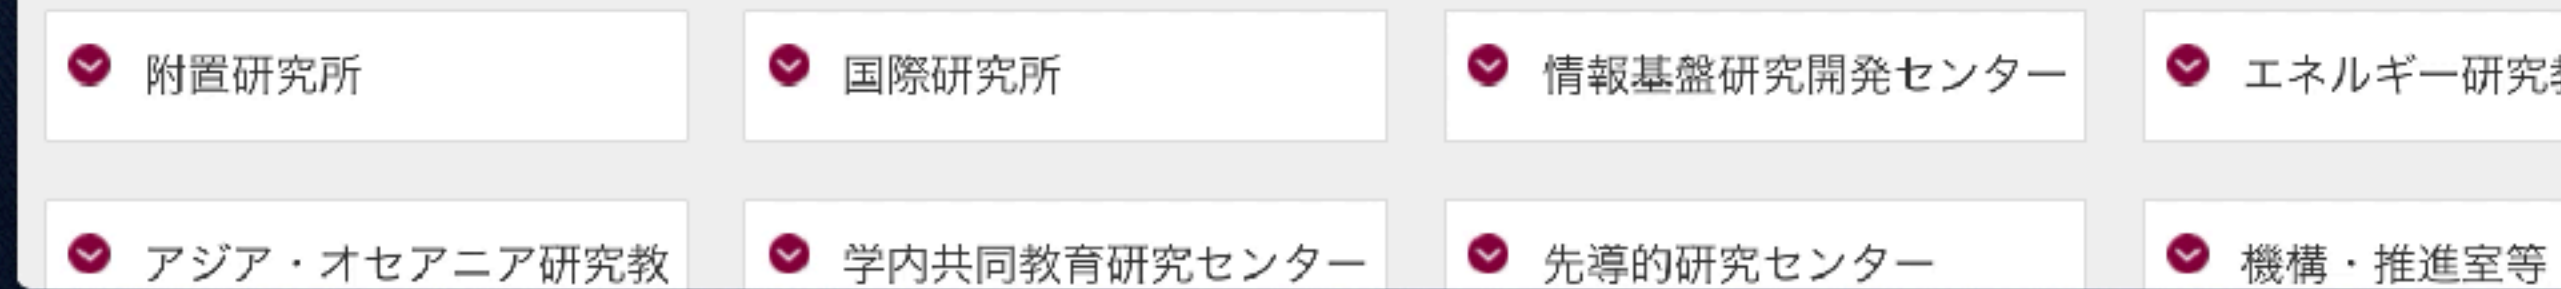 附置研究所
国際研究所
情報基盤研究開発センター
エネルギー研究教
アジア・オセアニア研究教
学内共同教育研究センター
先導的研究センター
機構・推進室等